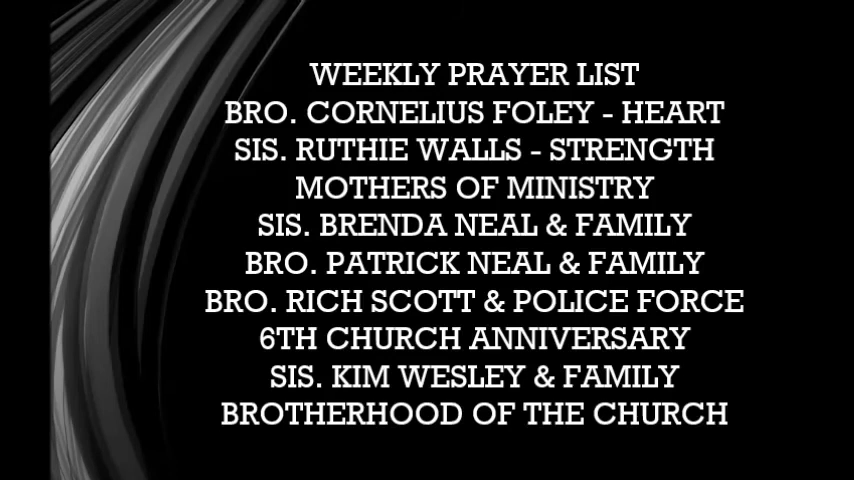 WEEKLY PRAYER LIST
BRO. CORNELIUS FOLEY - HEART
SIS. RUTHIE WALLS - STRENGTH
MOTHERS OF MINISTRY
SIS. BRENDA NEAL & FAMILY
BRO. PATRICK NEAL & FAMILY
BRO. RICH SCOTT & POLICE FORCE
6TH CHURCH ANNIVERSARY
SIS. KIM WESLEY & FAMILY
BROTHERHOOD OF THE CHURCH